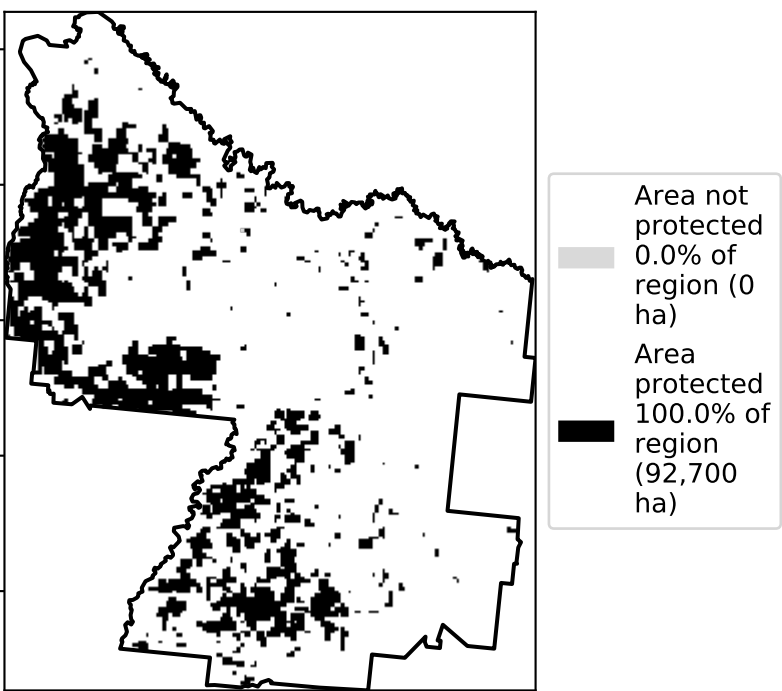 Area not
protected
0.0% of
region (0
ha)
Area
protected
100.0% of
region
(92,700
ha)